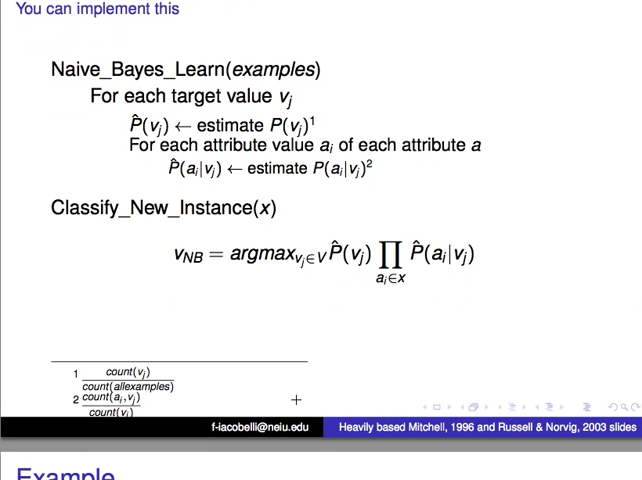 You can implement this
Naive_Bayes_Learn(examples)
For each target value vj
P̂(vj) ← estimate P(vj)¹
For each attribute value ai of each attribute a
P̂(ai|vj) ← estimate P(ai|vj)²
Classify_New_Instance(x)
vNB = argmaxvj∈V P̂(vj) ∏ai∈x P̂(ai|vj)
1 count(vj)
count(allexamples)
2 count(ai,vj)
count(vj)
f-iacobelli@neiu.edu Heavily based Mitchell, 1996 and Russell & Norvig, 2003 slides
Example